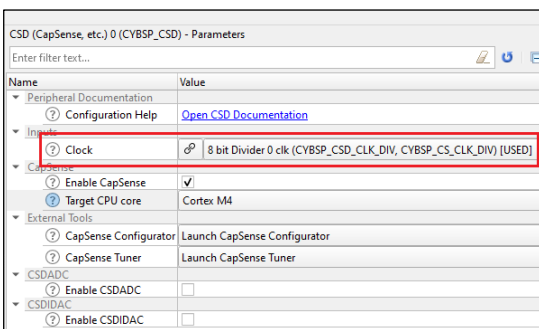 CSD (CapSense, etc.) 0 (CYBSP_CSD) - Parameters
Enter filter text...
Name Value
Peripheral Documentation
? Configuration Help Open CSD Documentation
Inputs
? Clock 8 bit Divider 0 clk (CYBSP_CSD_CLK_DIV, CYBSP_CS_CLK_DIV) [USED]
CapSense
? Enable CapSense
? Target CPU core Cortex M4
External Tools
? CapSense Configurator Launch CapSense Configurator
? CapSense Tuner Launch CapSense Tuner
CSDADC
? Enable CSDADC
CSDIDAC
? Enable CSDIDAC